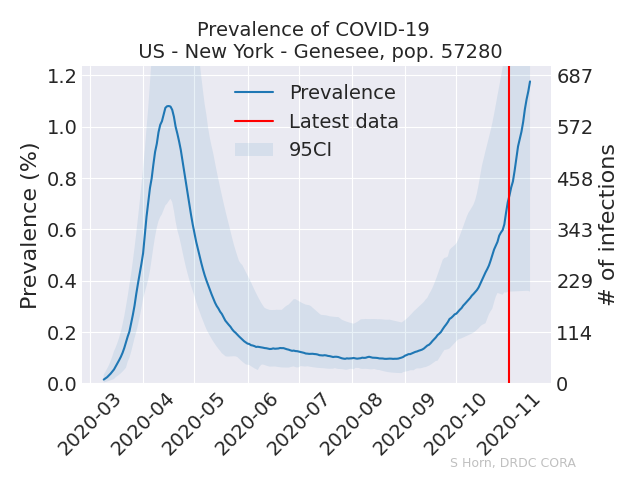 Prevalence of COVID-19
US - New York - Genesee, pop. 57280
Prevalence (%)
1.2
1.0
0.8
0.6
0.4
0.2
0.0
Prevalence
Latest data
95CI
687
572
458
343
229
114
0
# of infections
2020-03
2020-04
2020-05
2020-06
2020-07
2020-08
2020-09
2020-10
2020-11
S Horn, DRDC CORA